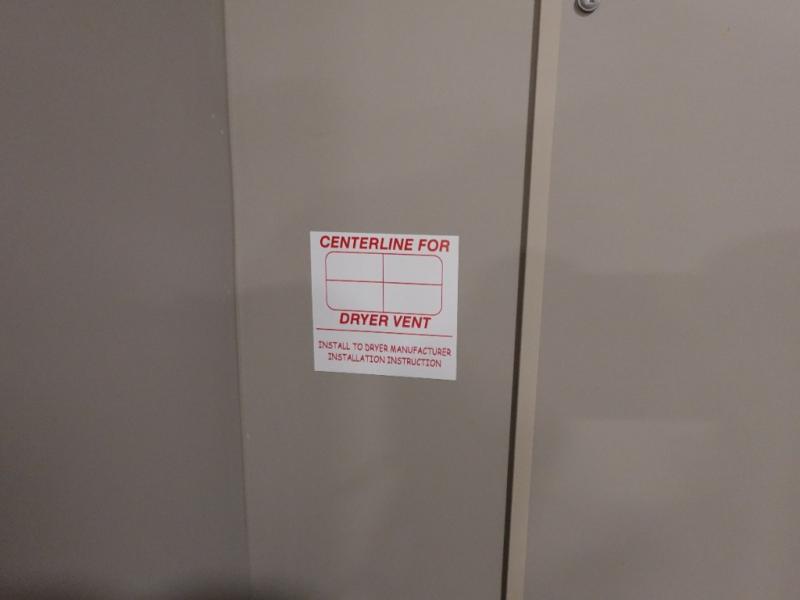 CENTERLINE FOR
DRYER VENT
INSTALL TO DRYER MANUFACTURER
INSTALLATION INSTRUCTION